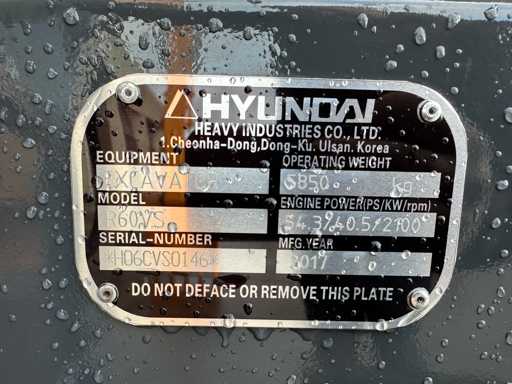 HYUNDAI
HEAVY INDUSTRIES CO., LTD.
1.Cheonha-Dong,Dong-Ku. Ulsan. Korea
EQUIPMENT OPERATING WEIGHT
5850 kg
MODEL ENGINE POWER(PS/KW/rpm)
R60VS 54.3/40.5/2100
SERIAL-NUMBER MFG.YEAR
2017
DO NOT DEFACE OR REMOVE THIS PLATE